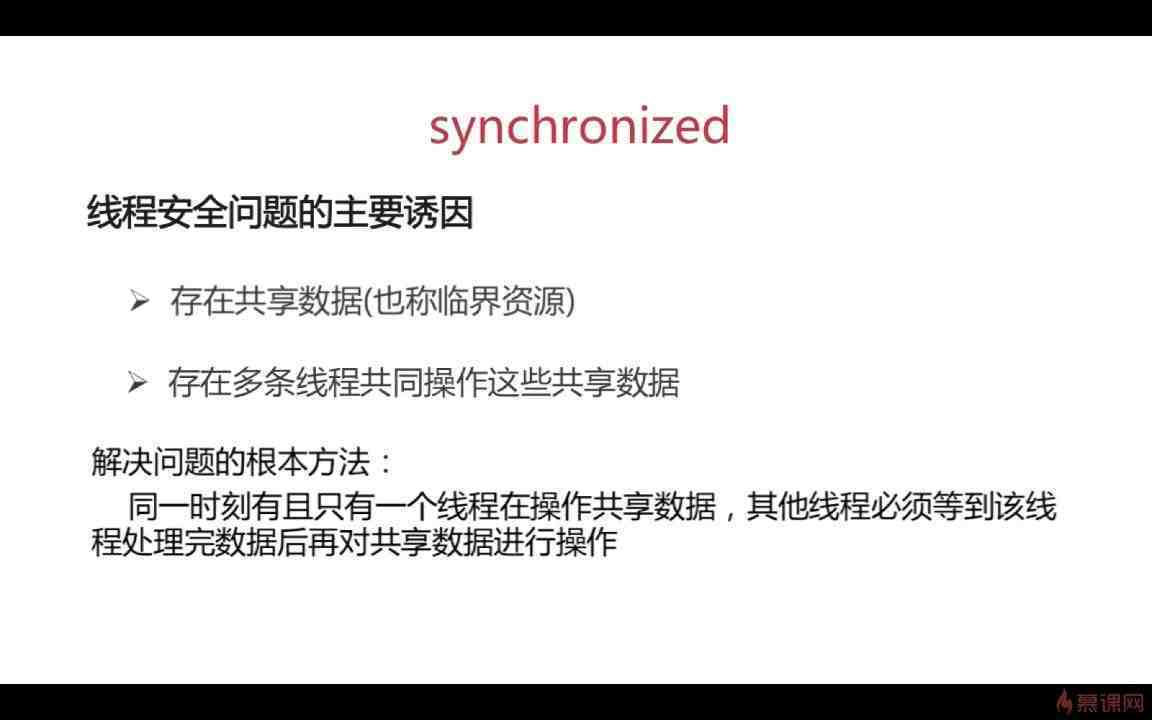 synchronized
线程安全问题的主要诱因
➢ 存在共享数据(也称临界资源)
➢ 存在多条线程共同操作这些共享数据
解决问题的根本方法：
同一时刻有且只有一个线程在操作共享数据，其他线程必须等到该线
程处理完数据后再对共享数据进行操作
慕课网